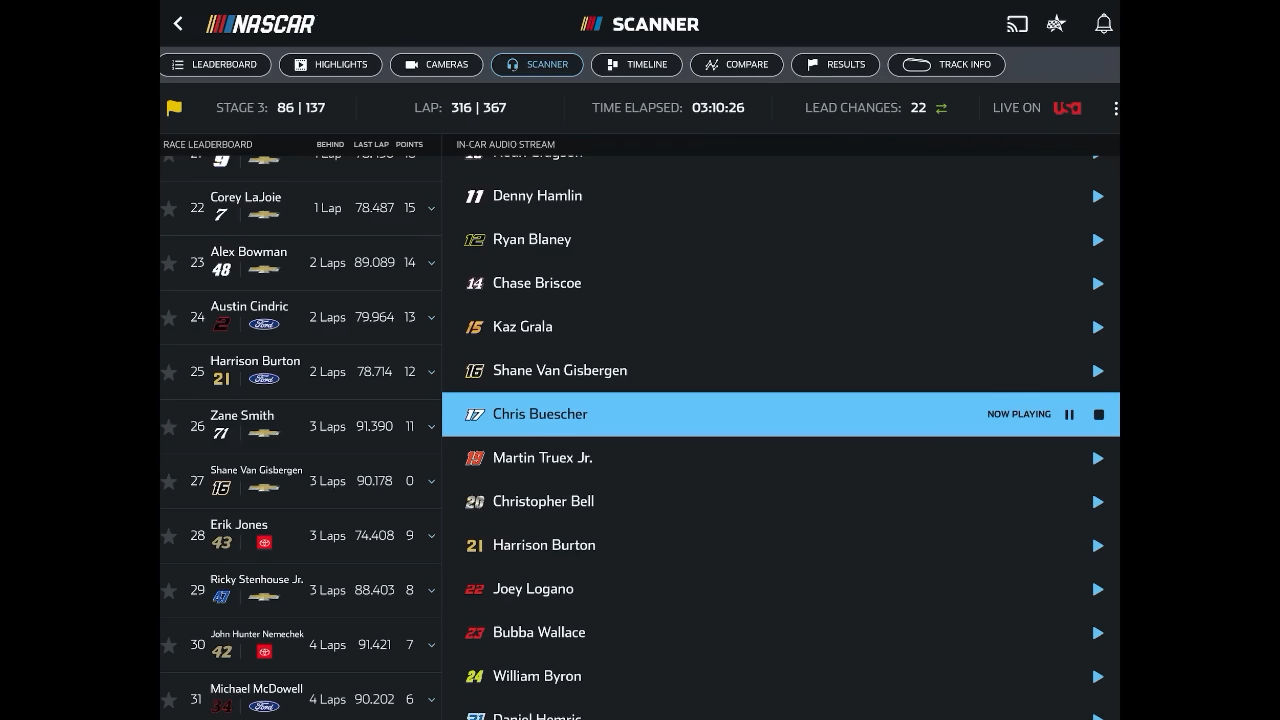 NASCAR
SCANNER
LEADERBOARD
HIGHLIGHTS
CAMERAS
SCANNER
TIMELINE
COMPARE
RESULTS
TRACK INFO
STAGE 3: 86 | 137
LAP: 316 | 367
TIME ELAPSED: 03:10:26
LEAD CHANGES: 22
LIVE ON USA
RACE LEADERBOARD BEHIND LAST LAP POINTS
9
22 Corey LaJoie 7 1 Lap 78.487 15
23 Alex Bowman 48 2 Laps 89.089 14
24 Austin Cindric 2 Ford 2 Laps 79.964 13
25 Harrison Burton 21 Ford 2 Laps 78.714 12
26 Zane Smith 71 3 Laps 91.390 11
27 Shane Van Gisbergen 16 3 Laps 90.178 0
28 Erik Jones 43 3 Laps 74.408 9
29 Ricky Stenhouse Jr. 47 3 Laps 88.403 8
30 John Hunter Nemechek 42 4 Laps 91.421 7
31 Michael McDowell 34 Ford 4 Laps 90.202 6
IN-CAR AUDIO STREAM
11 Denny Hamlin
12 Ryan Blaney
14 Chase Briscoe
15 Kaz Grala
16 Shane Van Gisbergen
17 Chris Buescher NOW PLAYING
19 Martin Truex Jr.
20 Christopher Bell
21 Harrison Burton
22 Joey Logano
23 Bubba Wallace
24 William Byron
31 Daniel Hemric